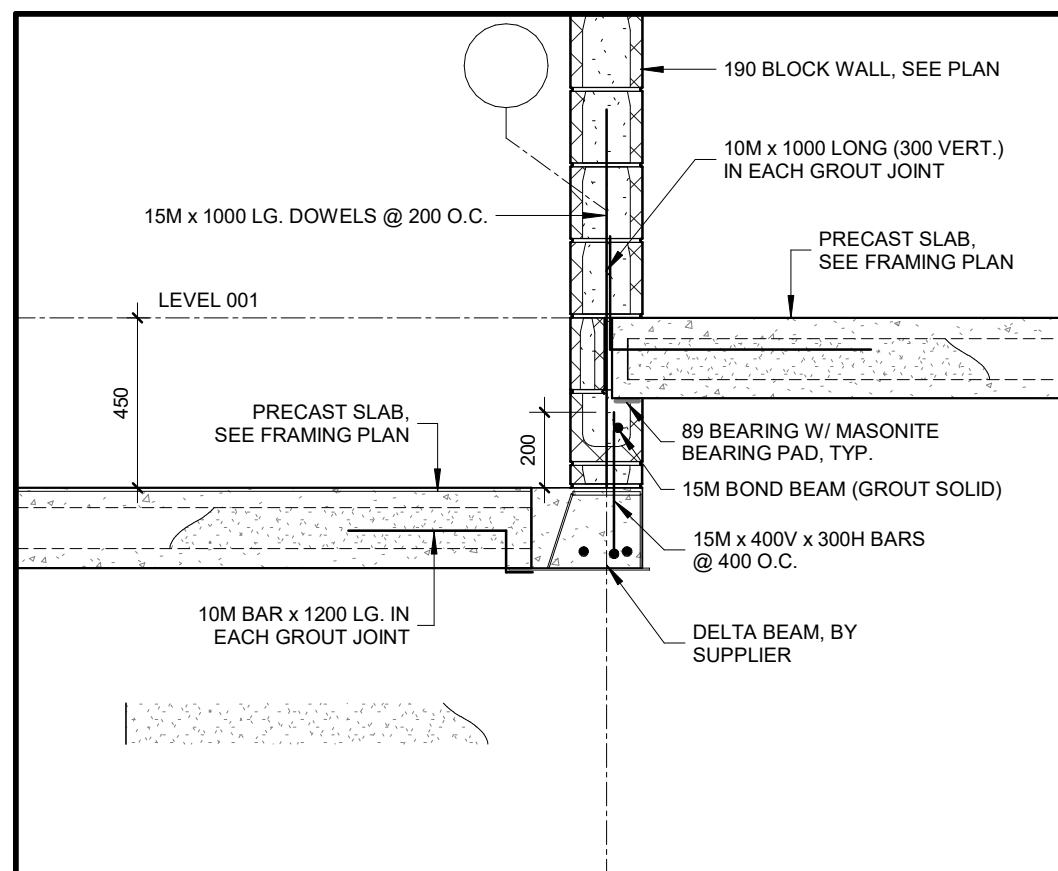 190 BLOCK WALL, SEE PLAN
10M x 1000 LONG (300 VERT.)
IN EACH GROUT JOINT
15M x 1000 LG. DOWELS @ 200 O.C.
PRECAST SLAB,
SEE FRAMING PLAN
LEVEL 001
450
PRECAST SLAB,
SEE FRAMING PLAN
200
89 BEARING W/ MASONITE
BEARING PAD, TYP.
15M BOND BEAM (GROUT SOLID)
15M x 400V x 300H BARS
@ 400 O.C.
10M BAR x 1200 LG. IN
EACH GROUT JOINT
DELTA BEAM, BY
SUPPLIER